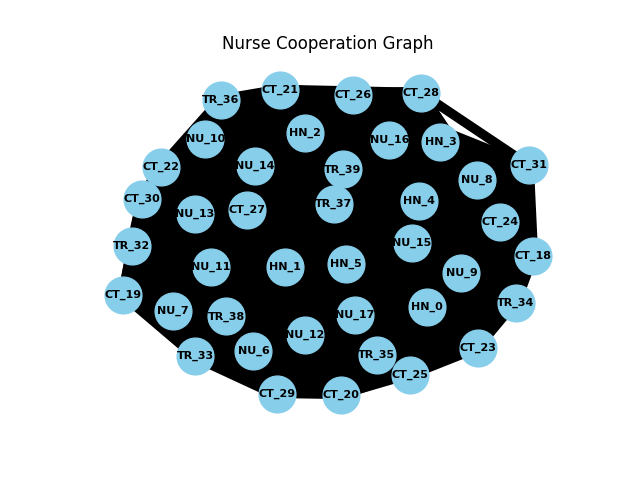 Nurse Cooperation Graph
CT_21
CT_28
CT_26
TR_36
HN_2
NU_10
NU_16
HN_3
CT_31
NU_14
CT_22
TR_39
NU_8
CT_30
HN_4
TR_37
CT_27
NU_13
CT_24
NU_15
TR_32
CT_18
HN_5
HN_1
NU_11
NU_9
CT_19
TR_34
HN_0
NU_7
NU_17
TR_38
NU_12
CT_23
NU_6
TR_35
TR_33
CT_25
CT_29
CT_20